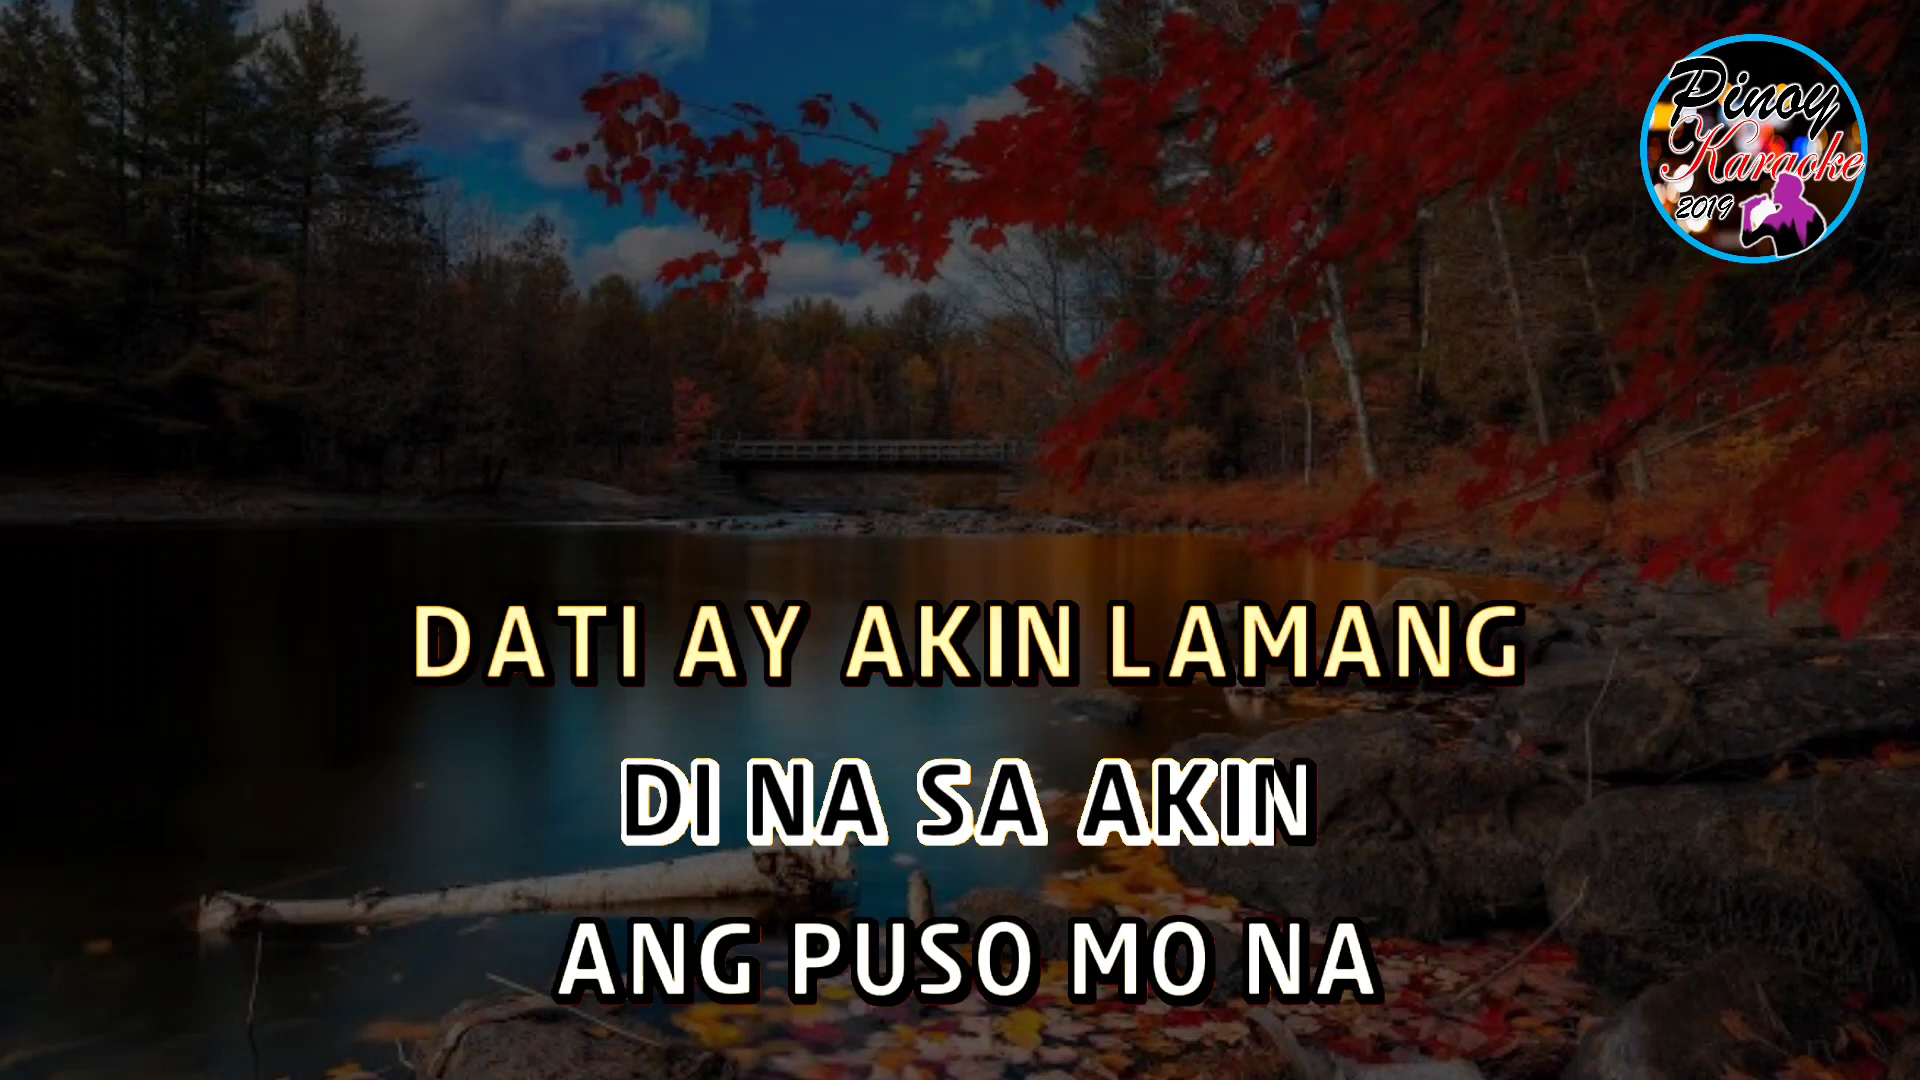 Pinoy
Karaoke
2019
DATI AY AKIN LAMANG
DI NA SA AKIN
ANG PUSO MO NA